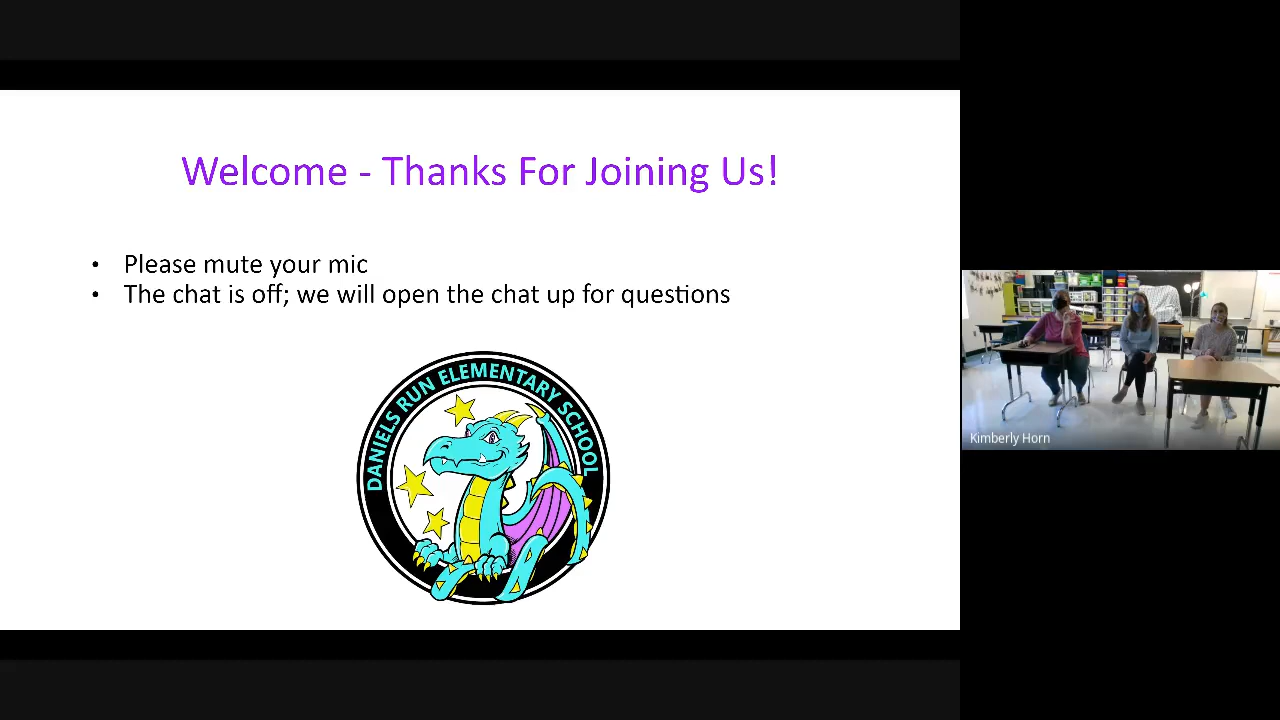 Welcome - Thanks For Joining Us!
• Please mute your mic
• The chat is off; we will open the chat up for questions
DANIELS RUN ELEMENTARY SCHOOL
Kimberly Horn